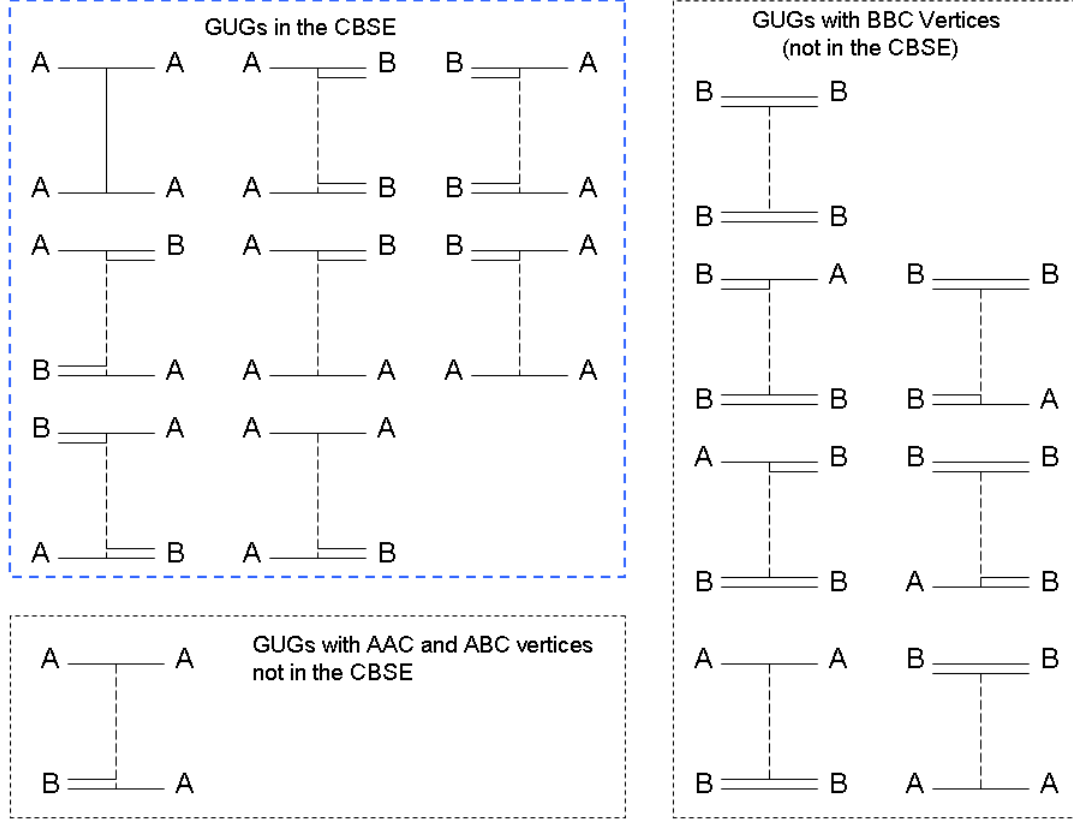 GUGs in the CBSE
A A A B B A
A A A B B A
A B A B B A
B A A A A A
B A A A
A B A B
GUGs with AAC and ABC vertices
not in the CBSE
A A
B A
GUGs with BBC Vertices
(not in the CBSE)
B B
B B
B A B B
B B B A
A B B B
B B A B
A A B B
B B A A